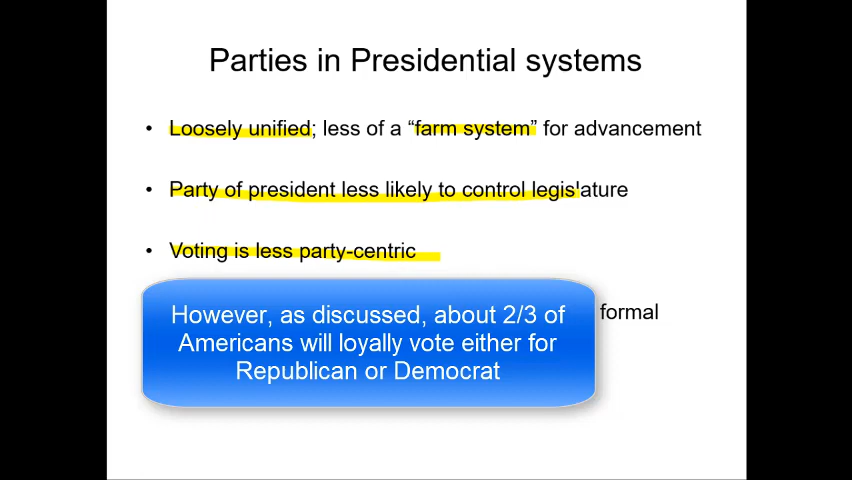 Parties in Presidential systems
• Loosely unified; less of a “farm system” for advancement
• Party of president less likely to control legislature
• Voting is less party-centric
formal
However, as discussed, about 2/3 of
Americans will loyally vote either for
Republican or Democrat